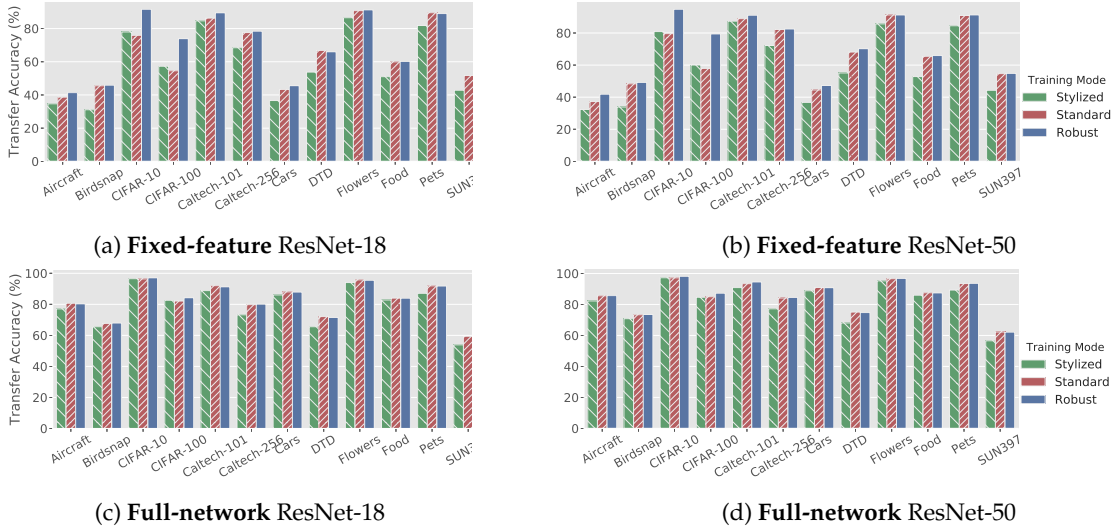 Transfer Accuracy (%)
80
60
40
20
0
Aircraft
Birdsnap
CIFAR-10
CIFAR-100
Caltech-101
Caltech-256
Cars
DTD
Flowers
Food
Pets
SUN3
(a) Fixed-feature ResNet-18
80
60
40
20
0
Aircraft
Birdsnap
CIFAR-10
CIFAR-100
Caltech-101
Caltech-256
Cars
DTD
Flowers
Food
Pets
SUN397
Training Mode
Stylized
Standard
Robust
(b) Fixed-feature ResNet-50
Transfer Accuracy (%)
100
80
60
40
20
0
Aircraft
Birdsnap
CIFAR-10
CIFAR-100
Caltech-101
Caltech-256
Cars
DTD
Flowers
Food
Pets
SUN3
(c) Full-network ResNet-18
100
80
60
40
20
0
Aircraft
Birdsnap
CIFAR-10
CIFAR-100
Caltech-101
Caltech-256
Cars
DTD
Flowers
Food
Pets
SUN397
Training Mode
Stylized
Standard
Robust
(d) Full-network ResNet-50